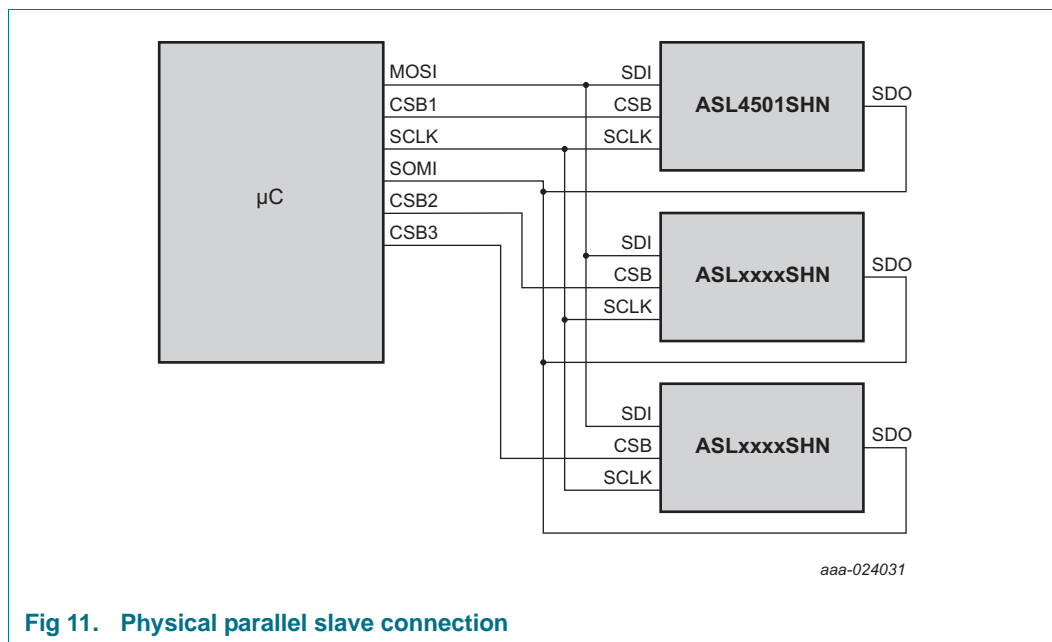 μC
MOSI
CSB1
SCLK
SOMI
CSB2
CSB3
SDI
CSB
SCLK
ASL4501SHN
SDO
SDI
CSB
SCLK
ASLxxxxSHN
SDO
SDI
CSB
SCLK
ASLxxxxSHN
SDO
aaa-024031
Fig 11. Physical parallel slave connection